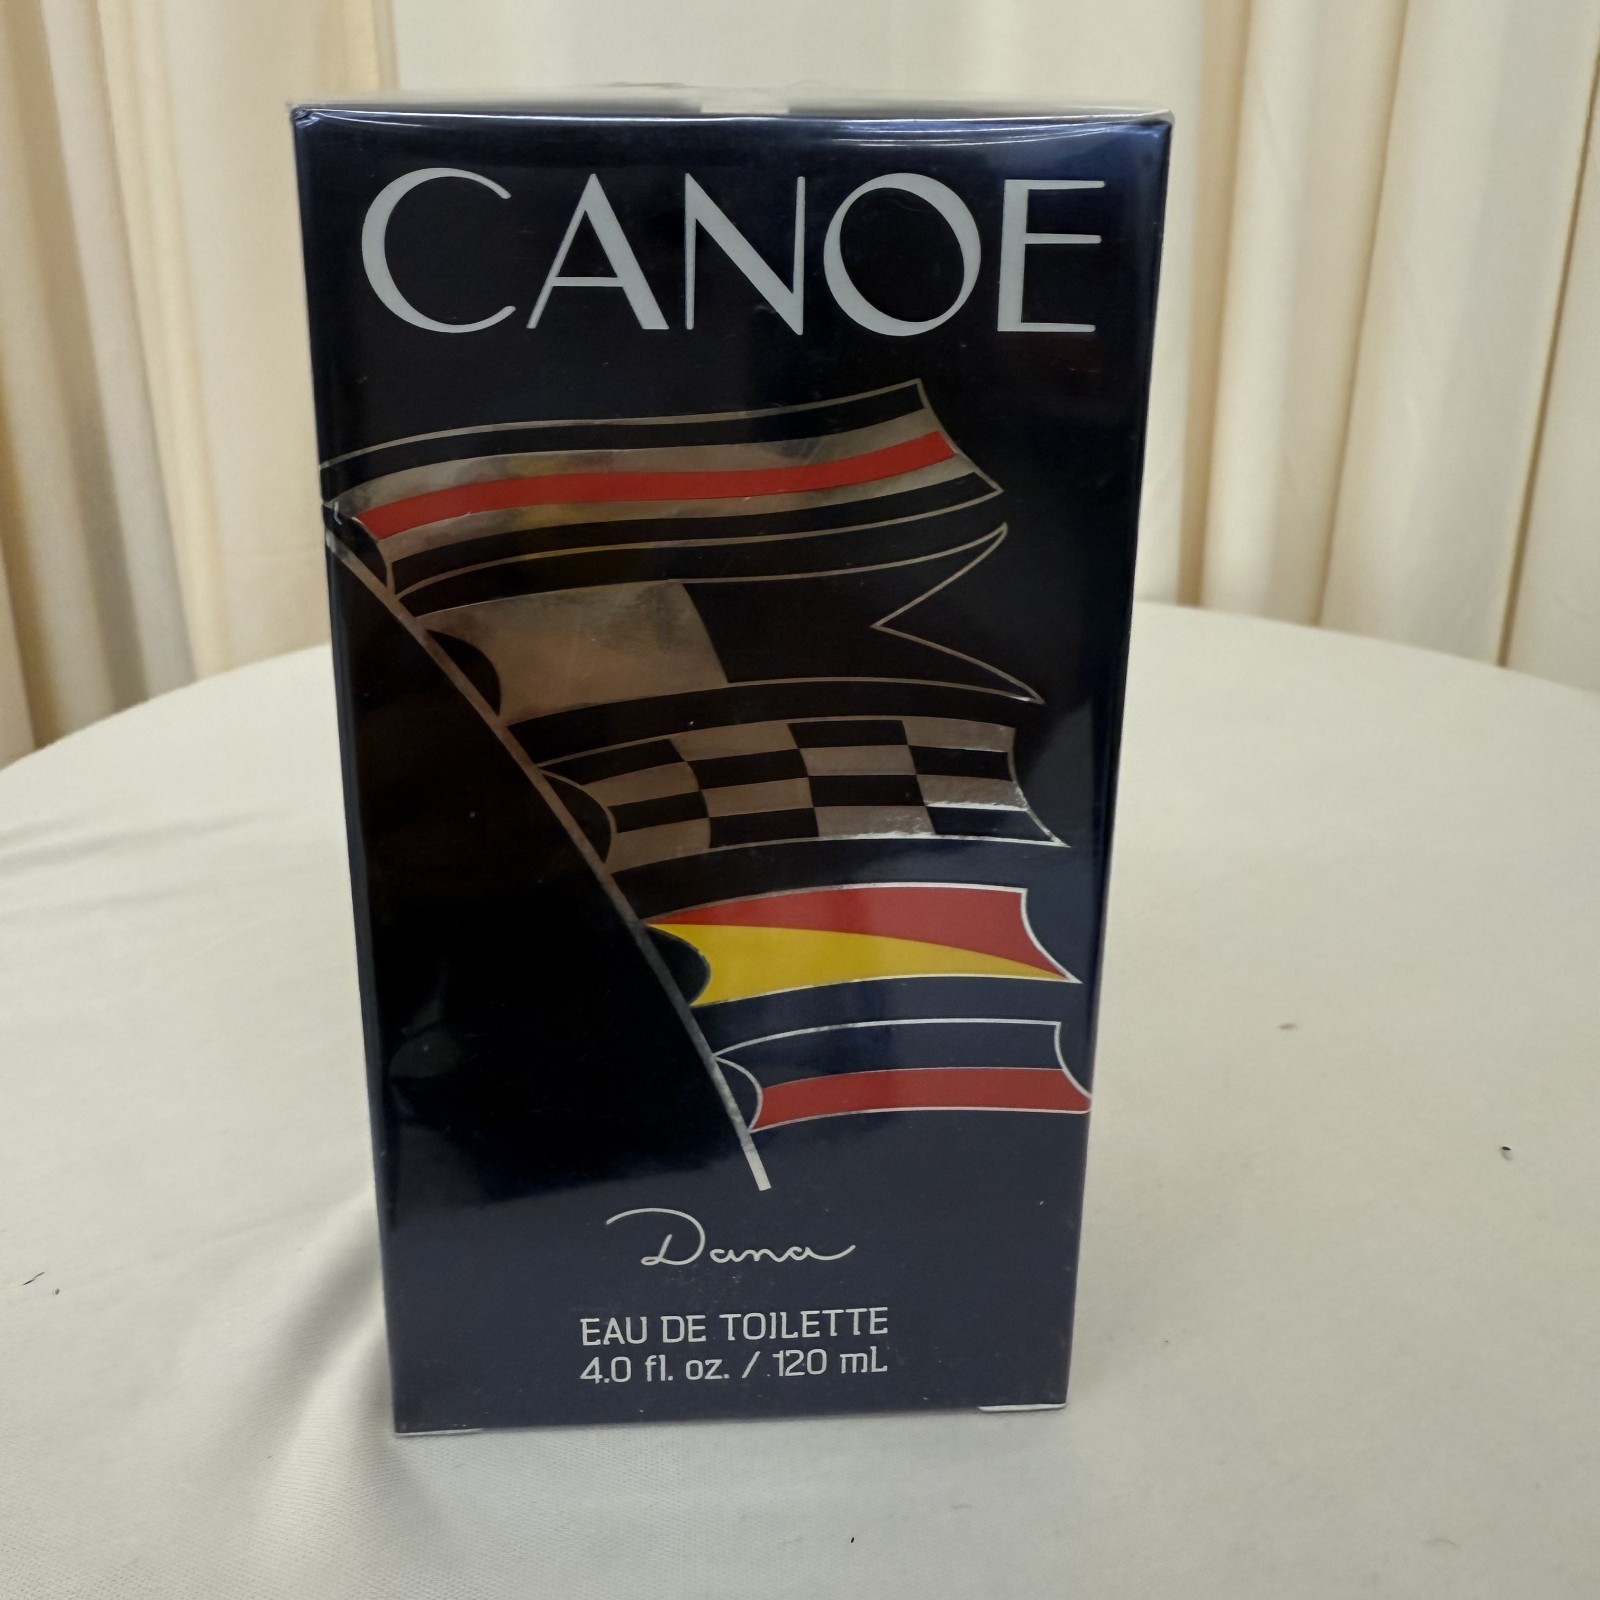 CANOE
Dana
EAU DE TOILETTE
4.0 fl. oz. / 120 mL